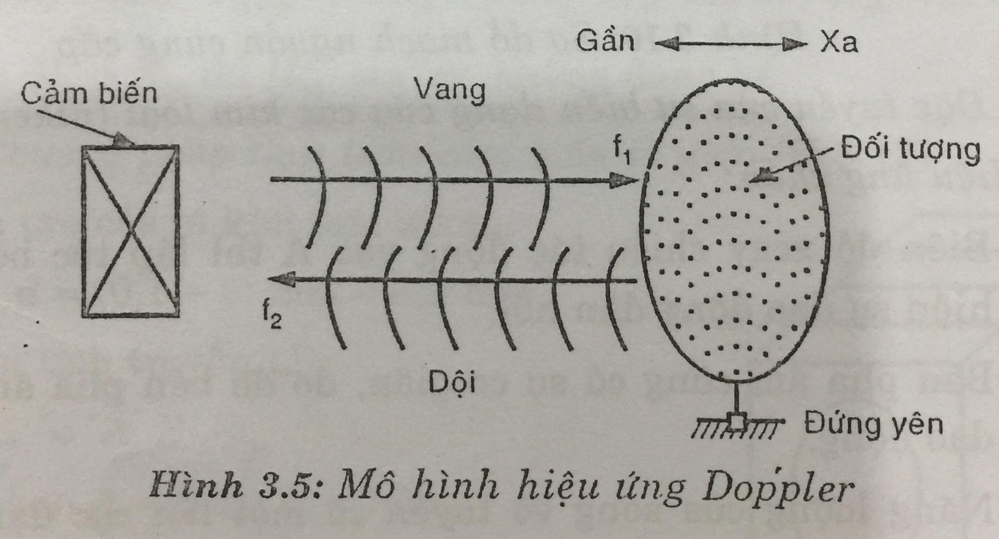 Gần Xa
Cảm biến
Vang
f₁
Đối tượng
f₂
Dội
Đứng yên
Hình 3.5: Mô hình hiệu ứng Doppler